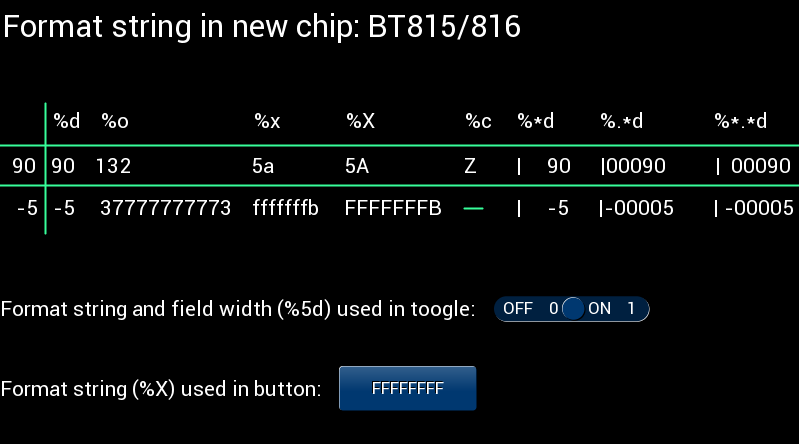 Format string in new chip: BT815/816
%d %o %x %X %c %*d %.*d %*.*d
90 90 132 5a 5A Z | 90 |00090 | 00090
-5 -5 37777777773 fffffffb FFFFFFFB — | -5 |-00005 | -00005
Format string and field width (%5d) used in toogle: OFF 0 ON 1
Format string (%X) used in button: FFFFFFFF